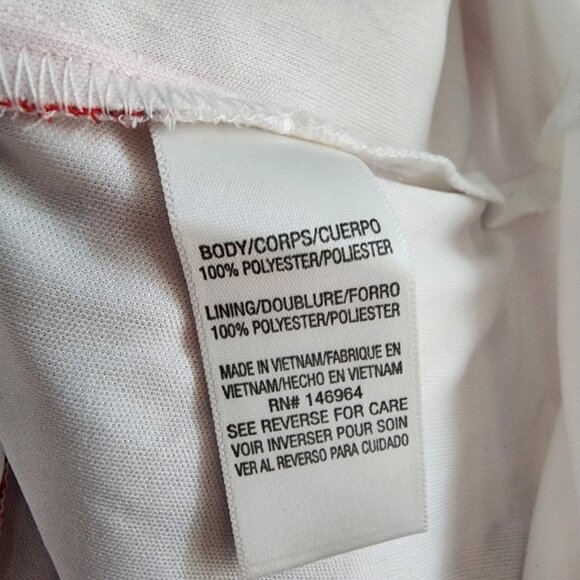 BODY/CORPS/CUERPO
100% POLYESTER/POLIESTER
LINING/DOUBLURE/FORRO
100% POLYESTER/POLIESTER
MADE IN VIETNAM/FABRIQUE EN
VIETNAM/HECHO EN VIETNAM
RN# 146964
SEE REVERSE FOR CARE
VOIR INVERSER POUR SOIN
VER AL REVERSO PARA CUIDADO